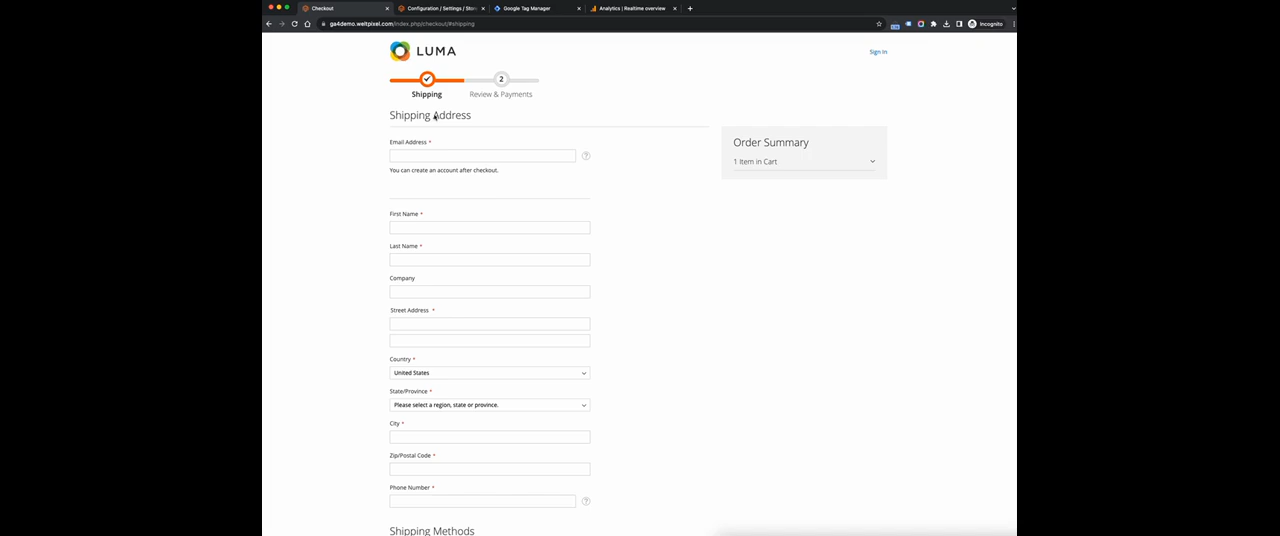 Checkout
Configuration / Settings / Stor
Google Tag Manager
Analytics | Realtime overview
ga4demo.weltpixel.com/index.php/checkout/#shipping
Incognito
LUMA
Sign In
2
Shipping
Review & Payments
Shipping Address
Email Address *
You can create an account after checkout.
Order Summary
1 Item in Cart
First Name *
Last Name *
Company
Street Address *
Country *
United States
State/Province *
Please select a region, state or province.
City *
Zip/Postal Code *
Phone Number *
Shipping Methods